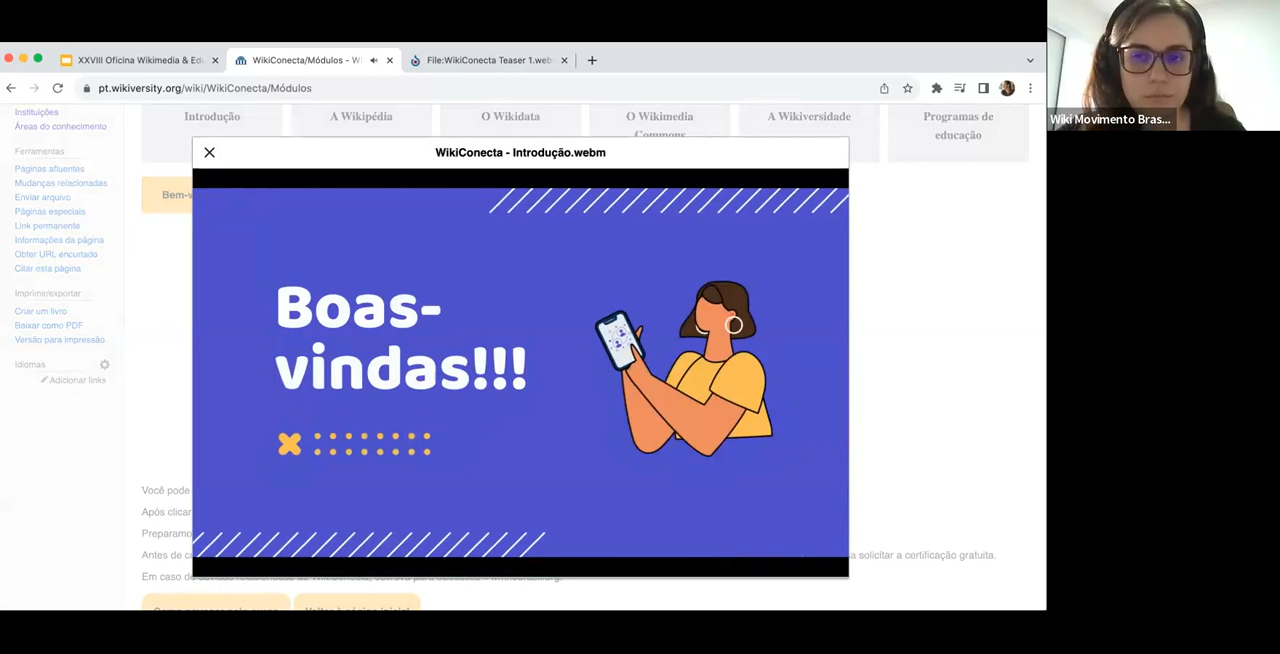 XXVIII Oficina Wikimedia & Edu
WikiConecta/Módulos - Wi
File:WikiConecta Teaser 1.web
pt.wikiversity.org/wiki/WikiConecta/Módulos
Wiki Movimento Bras...
Instituições
Áreas do conhecimento
Ferramentas
Páginas afluentes
Mudanças relacionadas
Enviar arquivo
Páginas especiais
Link permanente
Informações da página
Obter URL encurtado
Citar esta página
Imprimir/exportar
Criar um livro
Baixar como PDF
Versão para impressão
Idiomas
Adicionar links
Introdução
A Wikipédia
O Wikidata
O Wikimedia
Commons
A Wikiversidade
Programas de
educação
WikiConecta - Introdução.webm
Boas-
vindas!!!
Você pode
Após clicar
Antes de
a solicitar a certificação gratuita.
Em caso de